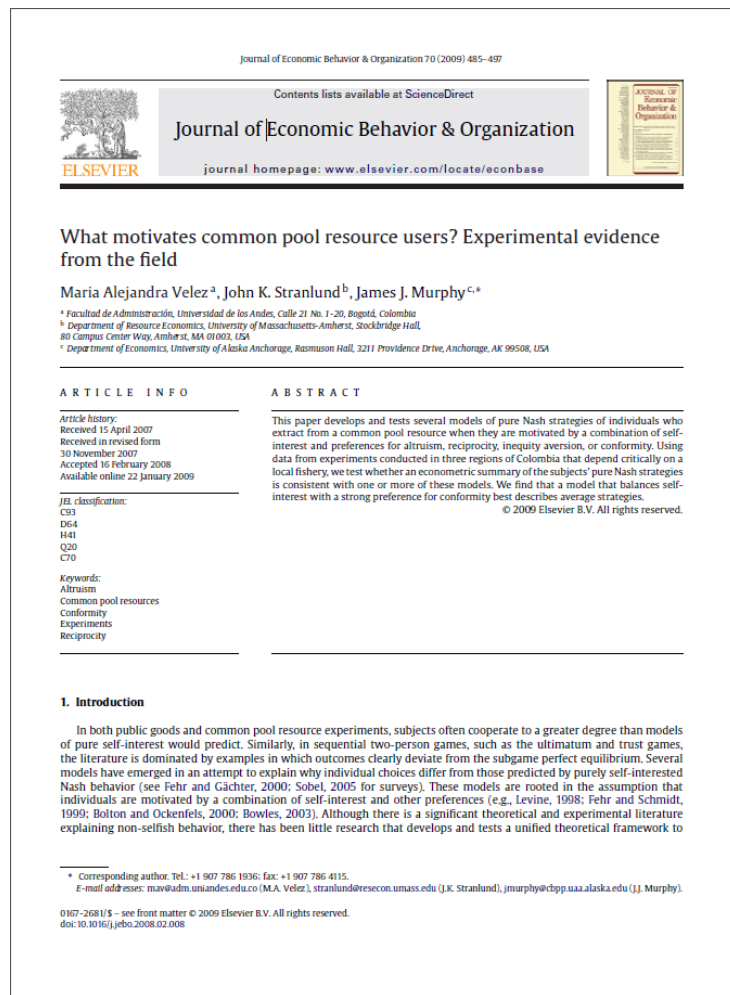 Journal of Economic Behavior & Organization 70 (2009) 485–497
Contents lists available at ScienceDirect
Journal of Economic Behavior & Organization
journal homepage: www.elsevier.com/locate/econbase
ELSEVIER
JOURNAL OF
Economic
Behavior &
Organization
What motivates common pool resource users? Experimental evidence
from the field
Maria Alejandra Velez a, John K. Stranlund b, James J. Murphy c,*
a Facultad de Administración, Universidad de los Andes, Calle 21 No. 1-20, Bogotá, Colombia
b Department of Resource Economics, University of Massachusetts-Amherst, Stockbridge Hall,
80 Campus Center Way, Amherst, MA 01003, USA
c Department of Economics, University of Alaska Anchorage, Rasmuson Hall, 3211 Providence Drive, Anchorage, AK 99508, USA
ARTICLE INFO
Article history:
Received 15 April 2007
Received in revised form
30 November 2007
Accepted 16 February 2008
Available online 22 January 2009
JEL classification:
C93
D64
H41
Q20
C70
Keywords:
Altruism
Common pool resources
Conformity
Experiments
Reciprocity
ABSTRACT
This paper develops and tests several models of pure Nash strategies of individuals who
extract from a common pool resource when they are motivated by a combination of self-
interest and preferences for altruism, reciprocity, inequity aversion, or conformity. Using
data from experiments conducted in three regions of Colombia that depend critically on a
local fishery, we test whether an econometric summary of the subjects' pure Nash strategies
is consistent with one or more of these models. We find that a model that balances self-
interest with a strong preference for conformity best describes average strategies.
© 2009 Elsevier B.V. All rights reserved.
1. Introduction
In both public goods and common pool resource experiments, subjects often cooperate to a greater degree than models
of pure self-interest would predict. Similarly, in sequential two-person games, such as the ultimatum and trust games,
the literature is dominated by examples in which outcomes clearly deviate from the subgame perfect equilibrium. Several
models have emerged in an attempt to explain why individual choices differ from those predicted by purely self-interested
Nash behavior (see Fehr and Gächter, 2000; Sobel, 2005 for surveys). These models are rooted in the assumption that
individuals are motivated by a combination of self-interest and other preferences (e.g., Levine, 1998; Fehr and Schmidt,
1999; Bolton and Ockenfels, 2000; Bowles, 2003). Although there is a significant theoretical and experimental literature
explaining non-selfish behavior, there has been little research that develops and tests a unified theoretical framework to
* Corresponding author. Tel.: +1 907 786 1936; fax: +1 907 786 4115.
E-mail addresses: mav@adm.uniandes.edu.co (M.A. Velez), stranlund@resecon.umass.edu (J.K. Stranlund), jmurphy@cbpp.uaa.alaska.edu (J.J. Murphy).
0167-2681/$ – see front matter © 2009 Elsevier B.V. All rights reserved.
doi:10.1016/j.jebo.2008.02.008